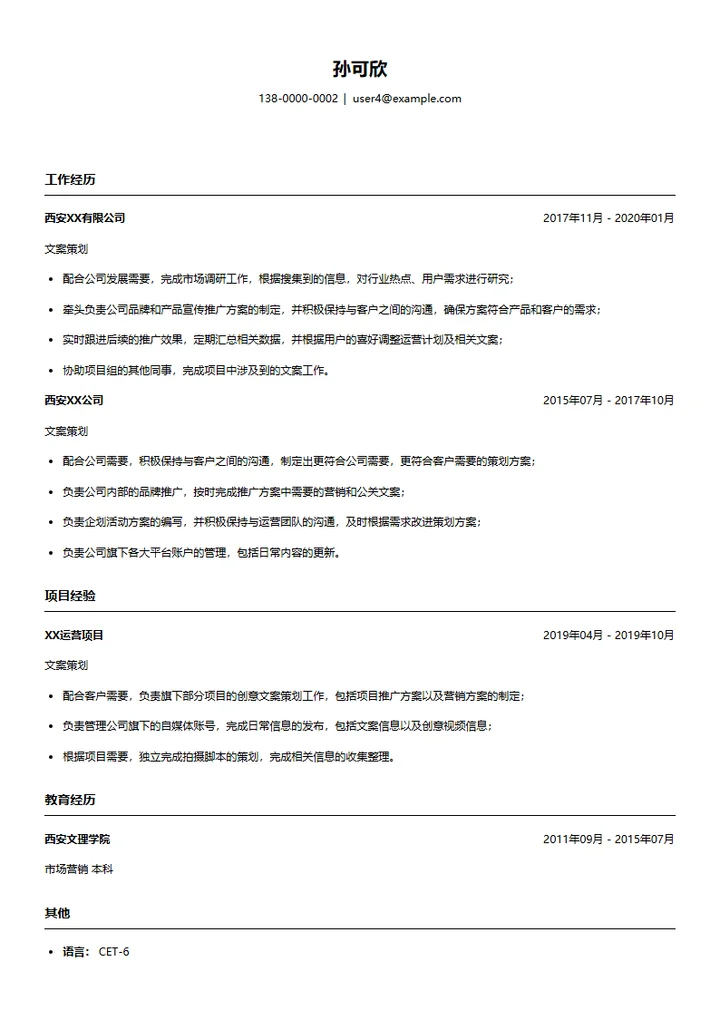 孙可欣
138-0000-0002 | user4@example.com
工作经历
西安XX有限公司 2017年11月 - 2020年01月
文案策划
• 配合公司发展需要，完成市场调研工作，根据搜集到的信息，对行业热点、用户需求进行研究；
• 牵头负责公司品牌和产品宣传推广方案的制定，并积极保持与客户之间的沟通，确保方案符合产品和客户的需求；
• 实时跟进后续的推广效果，定期汇总相关数据，并根据用户的喜好调整运营计划及相关文案；
• 协助项目组的其他同事，完成项目中涉及到的文案工作。
西安XX公司 2015年07月 - 2017年10月
文案策划
• 配合公司需要，积极保持与客户之间的沟通，制定出更符合公司需要，更符合客户需要的策划方案；
• 负责公司内部的品牌推广，按时完成推广方案中需要的营销和公关文案；
• 负责企划活动方案的编写，并积极保持与运营团队的沟通，及时根据需求改进策划方案；
• 负责公司旗下各大平台账户的管理，包括日常内容的更新。
项目经验
XX运营项目 2019年04月 - 2019年10月
文案策划
• 配合客户需要，负责旗下部分项目的创意文案策划工作，包括项目推广方案以及营销方案的制定；
• 负责管理公司旗下的自媒体账号，完成日常信息的发布，包括文案信息以及创意视频信息；
• 根据项目需要，独立完成拍摄脚本的策划，完成相关信息的收集整理。
教育经历
西安文理学院 2011年09月 - 2015年07月
市场营销 本科
其他
• 语言： CET-6